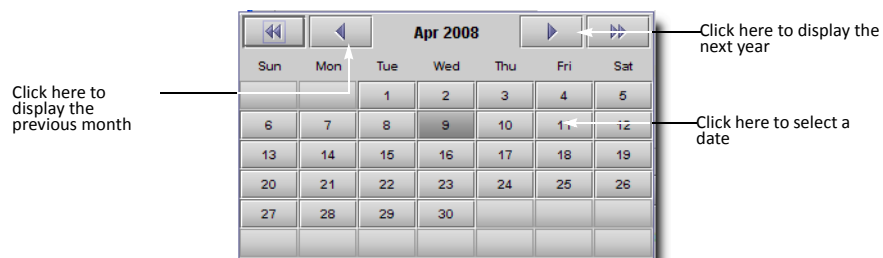 Apr 2008
Sun Mon Tue Wed Thu Fri Sat
1 2 3 4 5
6 7 8 9 10 11 12
13 14 15 16 17 18 19
20 21 22 23 24 25 26
27 28 29 30
Click here to
display the
previous month
Click here to display the
next year
Click here to select a
date